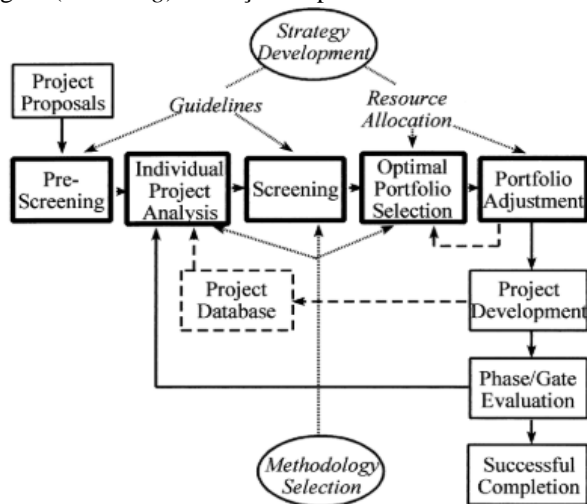 Strategy
Development
Project
Proposals
Guidelines
Resource
Allocation
Pre-
Screening
Individual
Project
Analysis
Screening
Optimal
Portfolio
Selection
Portfolio
Adjustment
Project
Database
Project
Development
Phase/Gate
Evaluation
Methodology
Selection
Successful
Completion